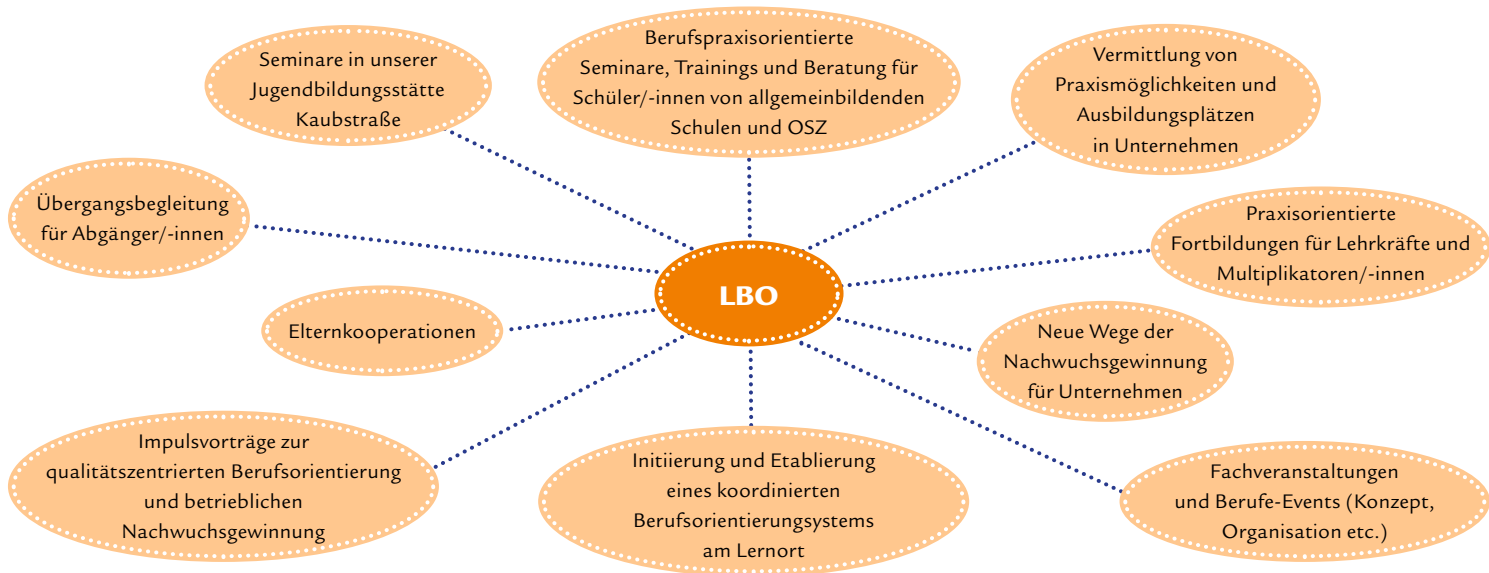 Seminare in unserer
Jugendbildungsstätte
Kaubstraße
Berufspraxisorientierte
Seminare, Trainings und Beratung für
Schüler/-innen von allgemeinbildenden
Schulen und OSZ
Vermittlung von
Praxismöglichkeiten und
Ausbildungsplätzen
in Unternehmen
Übergangsbegleitung
für Abgänger/-innen
Praxisorientierte
Fortbildungen für Lehrkräfte und
Multiplikatoren/-innen
LBO
Elternkooperationen
Neue Wege der
Nachwuchsgewinnung
für Unternehmen
Impulsvorträge zur
qualitätszentrierten Berufsorientierung
und betrieblichen
Nachwuchsgewinnung
Initiierung und Etablierung
eines koordinierten
Berufsorientierungsystems
am Lernort
Fachveranstaltungen
und Berufe-Events (Konzept,
Organisation etc.)